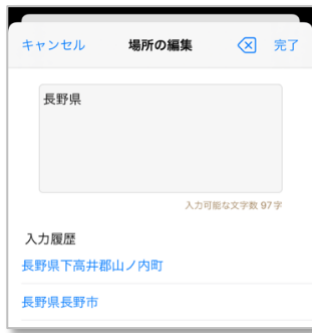 キャンセル 場所の編集 完了
長野県
入力可能な文字数 97字
入力履歴
長野県下高井郡山ノ内町
長野県長野市